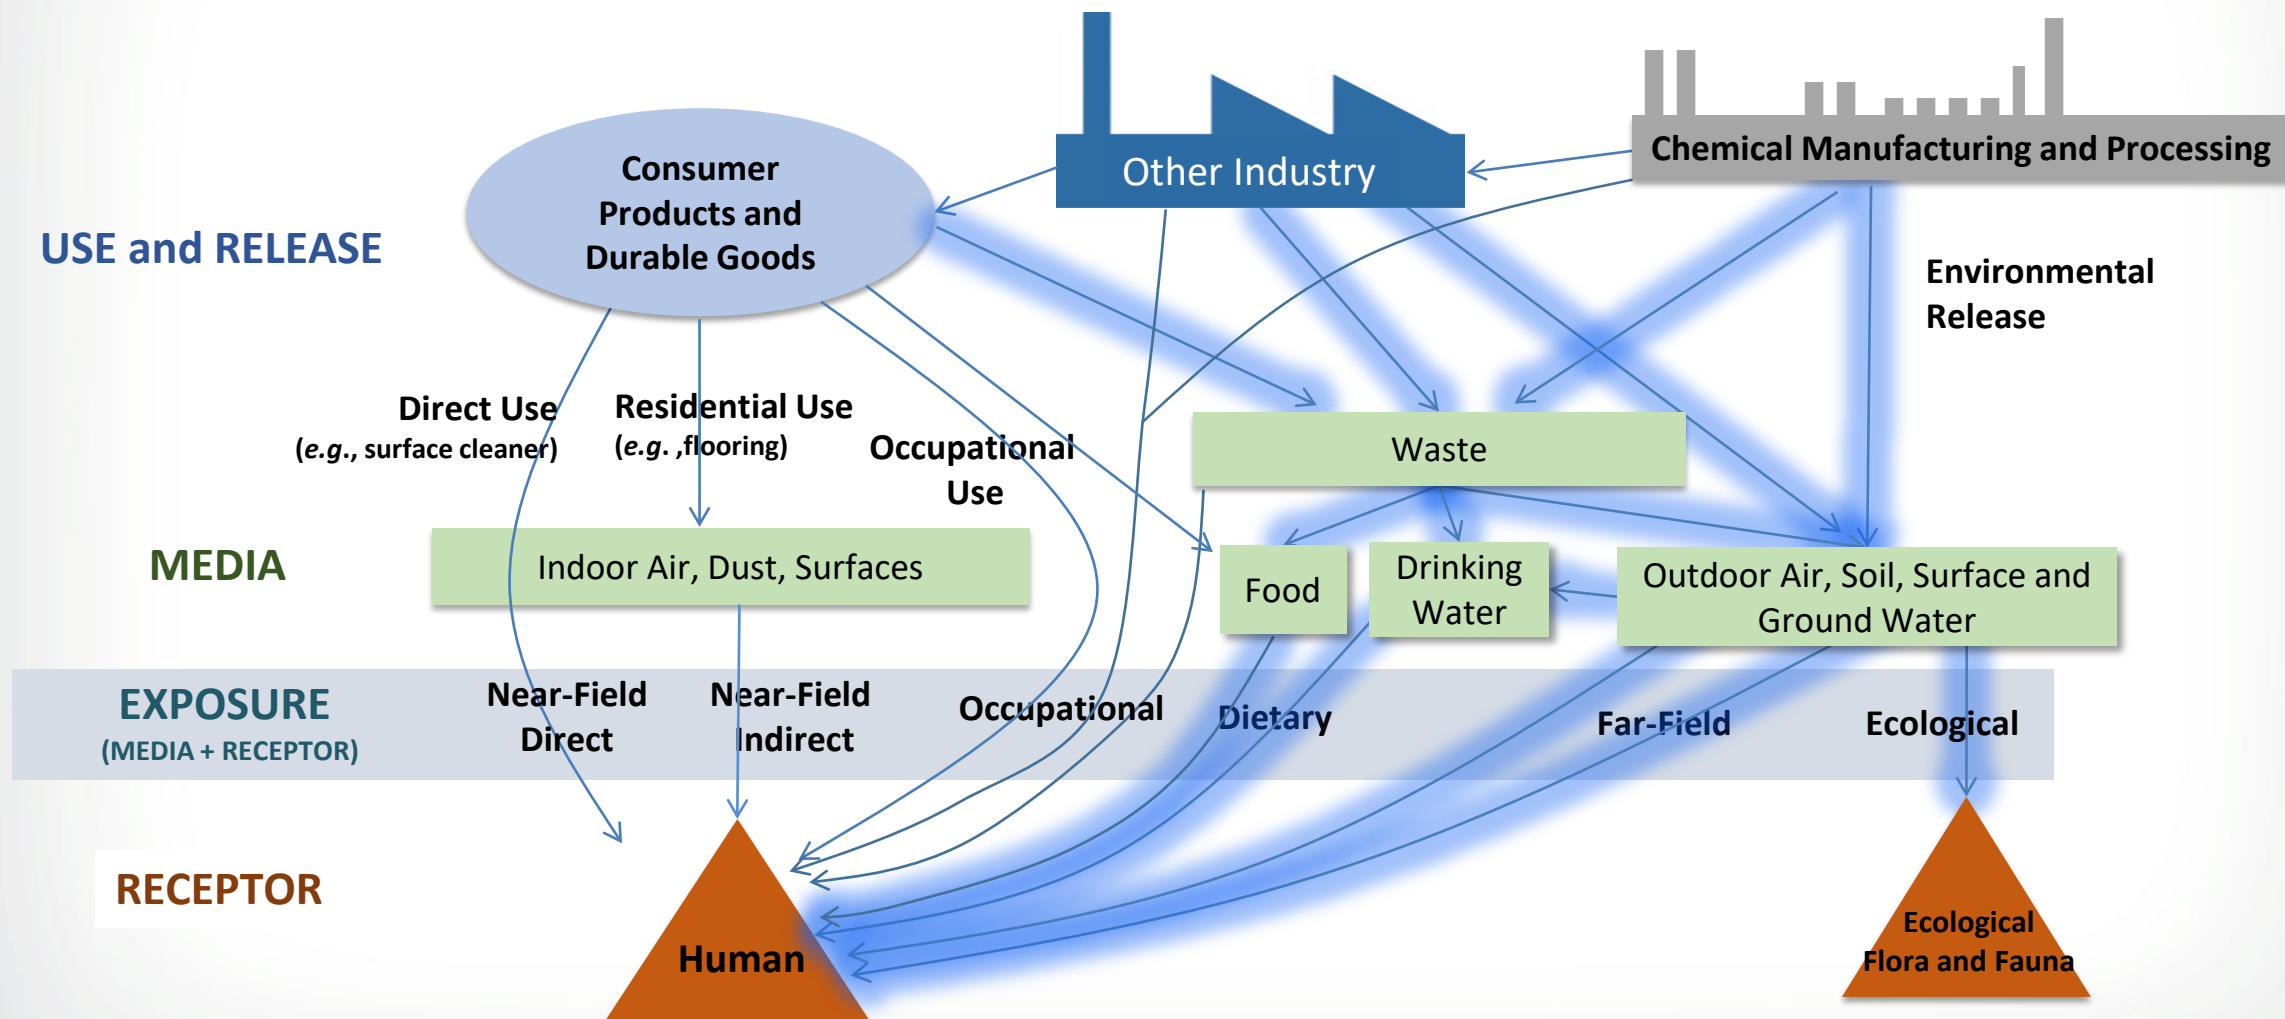 Chemical Manufacturing and Processing
Other Industry
Consumer
Products and
Durable Goods
USE and RELEASE
Environmental
Release
Direct Use
(e.g., surface cleaner)
Residential Use
(e.g. ,flooring)
Occupational
Use
Waste
MEDIA
Indoor Air, Dust, Surfaces
Food
Drinking
Water
Outdoor Air, Soil, Surface and
Ground Water
EXPOSURE
(MEDIA + RECEPTOR)
Near-Field
Direct
Near-Field
Indirect
Occupational
Dietary
Far-Field
Ecological
RECEPTOR
Human
Ecological
Flora and Fauna